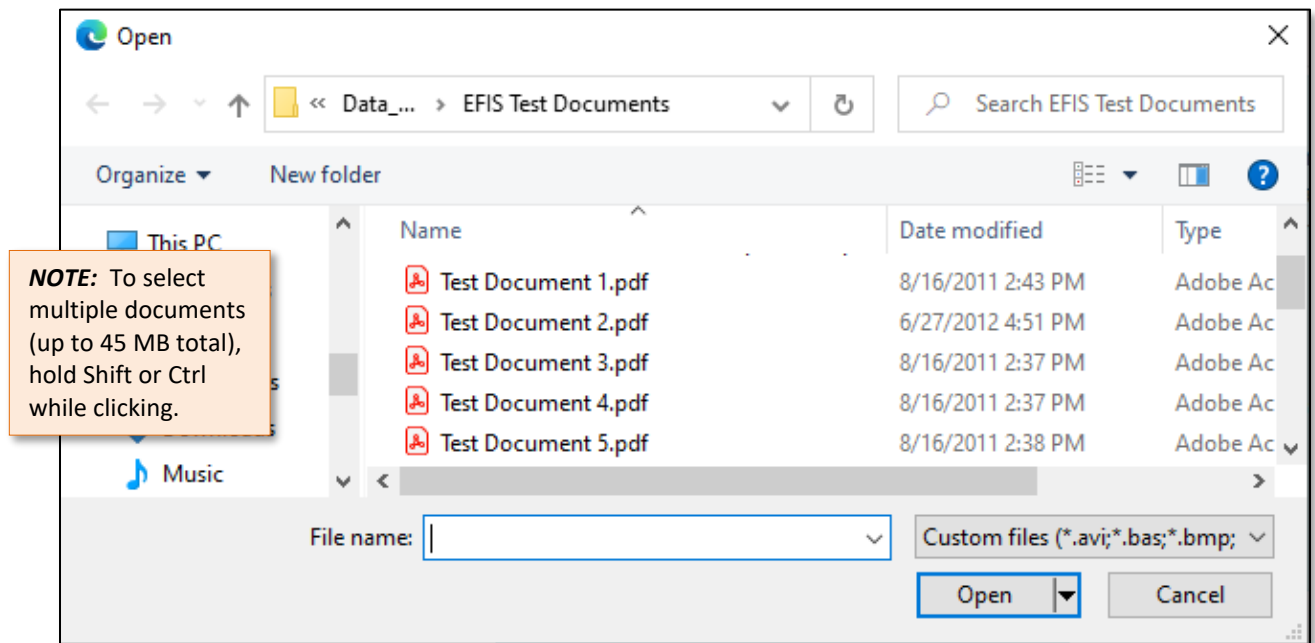 Open
« Data_... › EFIS Test Documents
Search EFIS Test Documents
Organize
New folder
This PC
NOTE: To select
multiple documents
(up to 45 MB total),
hold Shift or Ctrl
while clicking.
Music
Name
Date modified
Type
Test Document 1.pdf
8/16/2011 2:43 PM
Adobe Ac
Test Document 2.pdf
6/27/2012 4:51 PM
Adobe Ac
Test Document 3.pdf
8/16/2011 2:37 PM
Adobe Ac
Test Document 4.pdf
8/16/2011 2:37 PM
Adobe Ac
Test Document 5.pdf
8/16/2011 2:38 PM
Adobe Ac
File name:
Custom files (*.avi;*.bas;*.bmp;
Open
Cancel